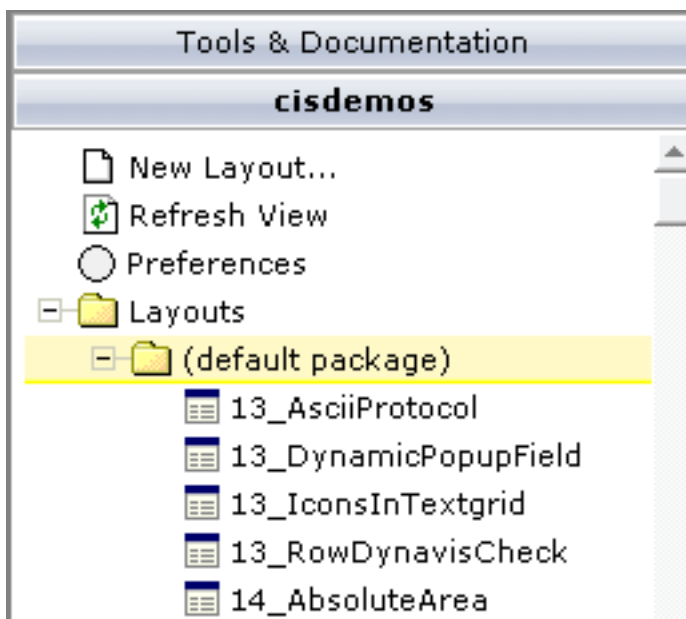 Tools & Documentation
cisdemos
New Layout...
Refresh View
Preferences
Layouts
(default package)
13_AsciiProtocol
13_DynamicPopupField
13_IconsInTextgrid
13_RowDynavisCheck
14_AbsoluteArea